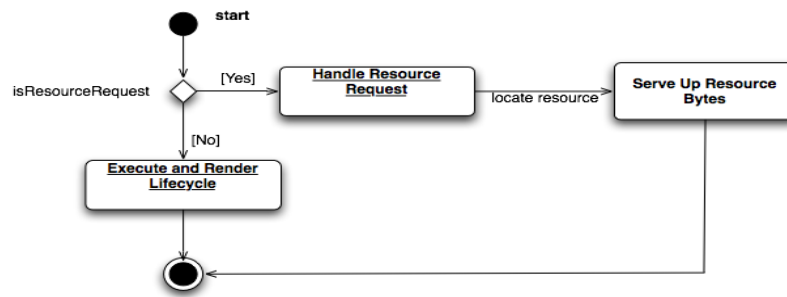 start
isResourceRequest
[Yes]
Handle Resource
Request
locate resource
Serve Up Resource
Bytes
[No]
Execute and Render
Lifecycle